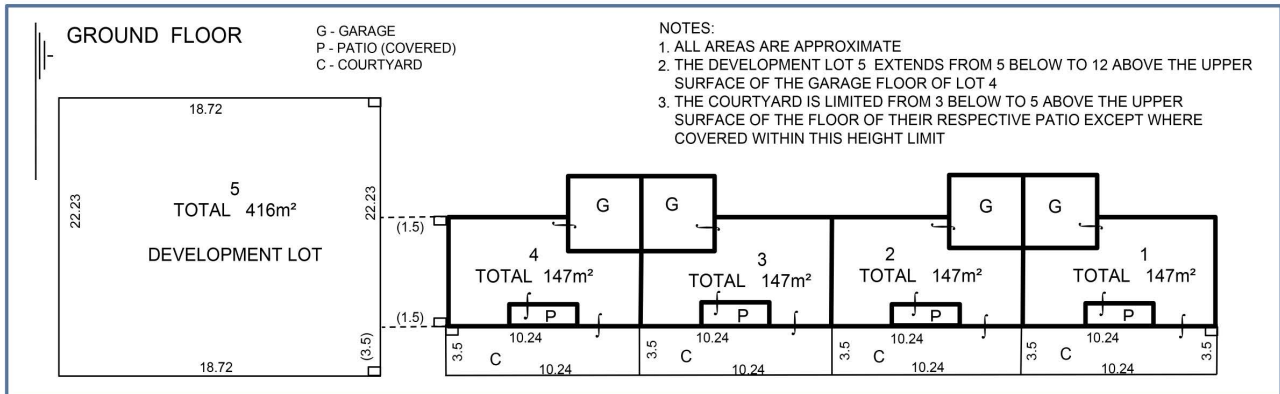 GROUND FLOOR
G - GARAGE
P - PATIO (COVERED)
C - COURTYARD
NOTES:
1. ALL AREAS ARE APPROXIMATE
2. THE DEVELOPMENT LOT 5 EXTENDS FROM 5 BELOW TO 12 ABOVE THE UPPER
SURFACE OF THE GARAGE FLOOR OF LOT 4
3. THE COURTYARD IS LIMITED FROM 3 BELOW TO 5 ABOVE THE UPPER
SURFACE OF THE FLOOR OF THEIR RESPECTIVE PATIO EXCEPT WHERE
COVERED WITHIN THIS HEIGHT LIMIT
18.72
22.23
5
TOTAL 416m²
DEVELOPMENT LOT
22.23
(3.5)
18.72
(1.5)
(1.5)
G
G
G
G
4
TOTAL 147m²
P
3
TOTAL 147m²
P
2
TOTAL 147m²
P
1
TOTAL 147m²
P
3.5
C
10.24
10.24
3.5
C
10.24
10.24
3.5
C
10.24
10.24
3.5
C
10.24
10.24
3.5